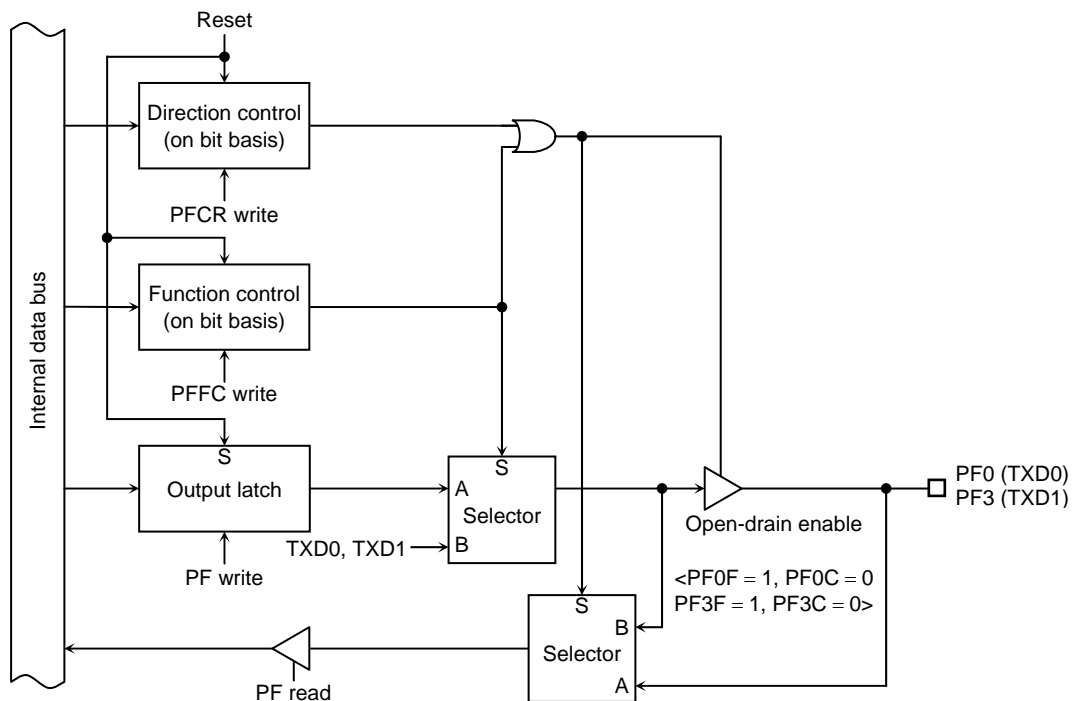 Reset
Direction control
(on bit basis)
PFCR write
Internal data bus
Function control
(on bit basis)
PFFC write
S
Output latch
PF write
S
A
Selector
B
TXD0, TXD1
PF0 (TXD0)
PF3 (TXD1)
Open-drain enable
<PF0F = 1, PF0C = 0
PF3F = 1, PF3C = 0>
S
B
Selector
A
PF read